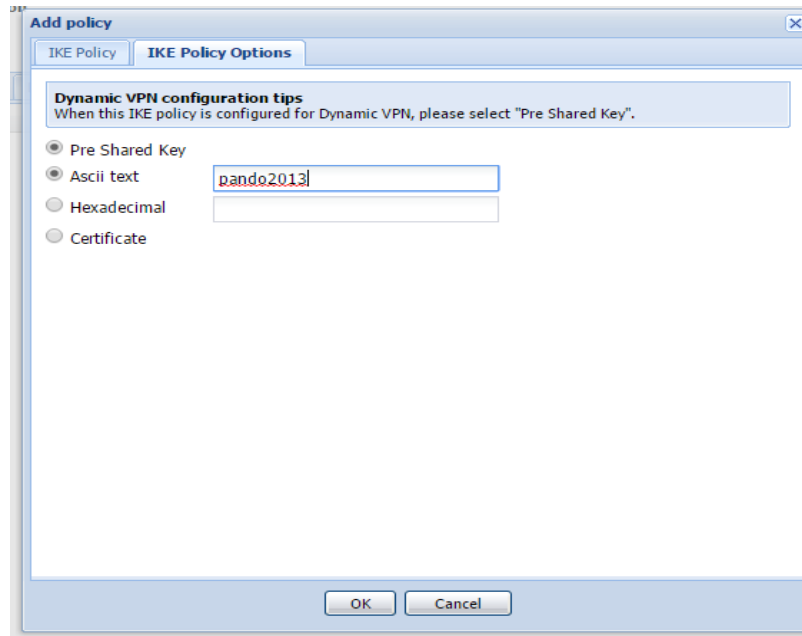 Add policy
IKE Policy
IKE Policy Options
Dynamic VPN configuration tips
When this IKE policy is configured for Dynamic VPN, please select "Pre Shared Key".
Pre Shared Key
Ascii text pando2013
Hexadecimal
Certificate
OK Cancel